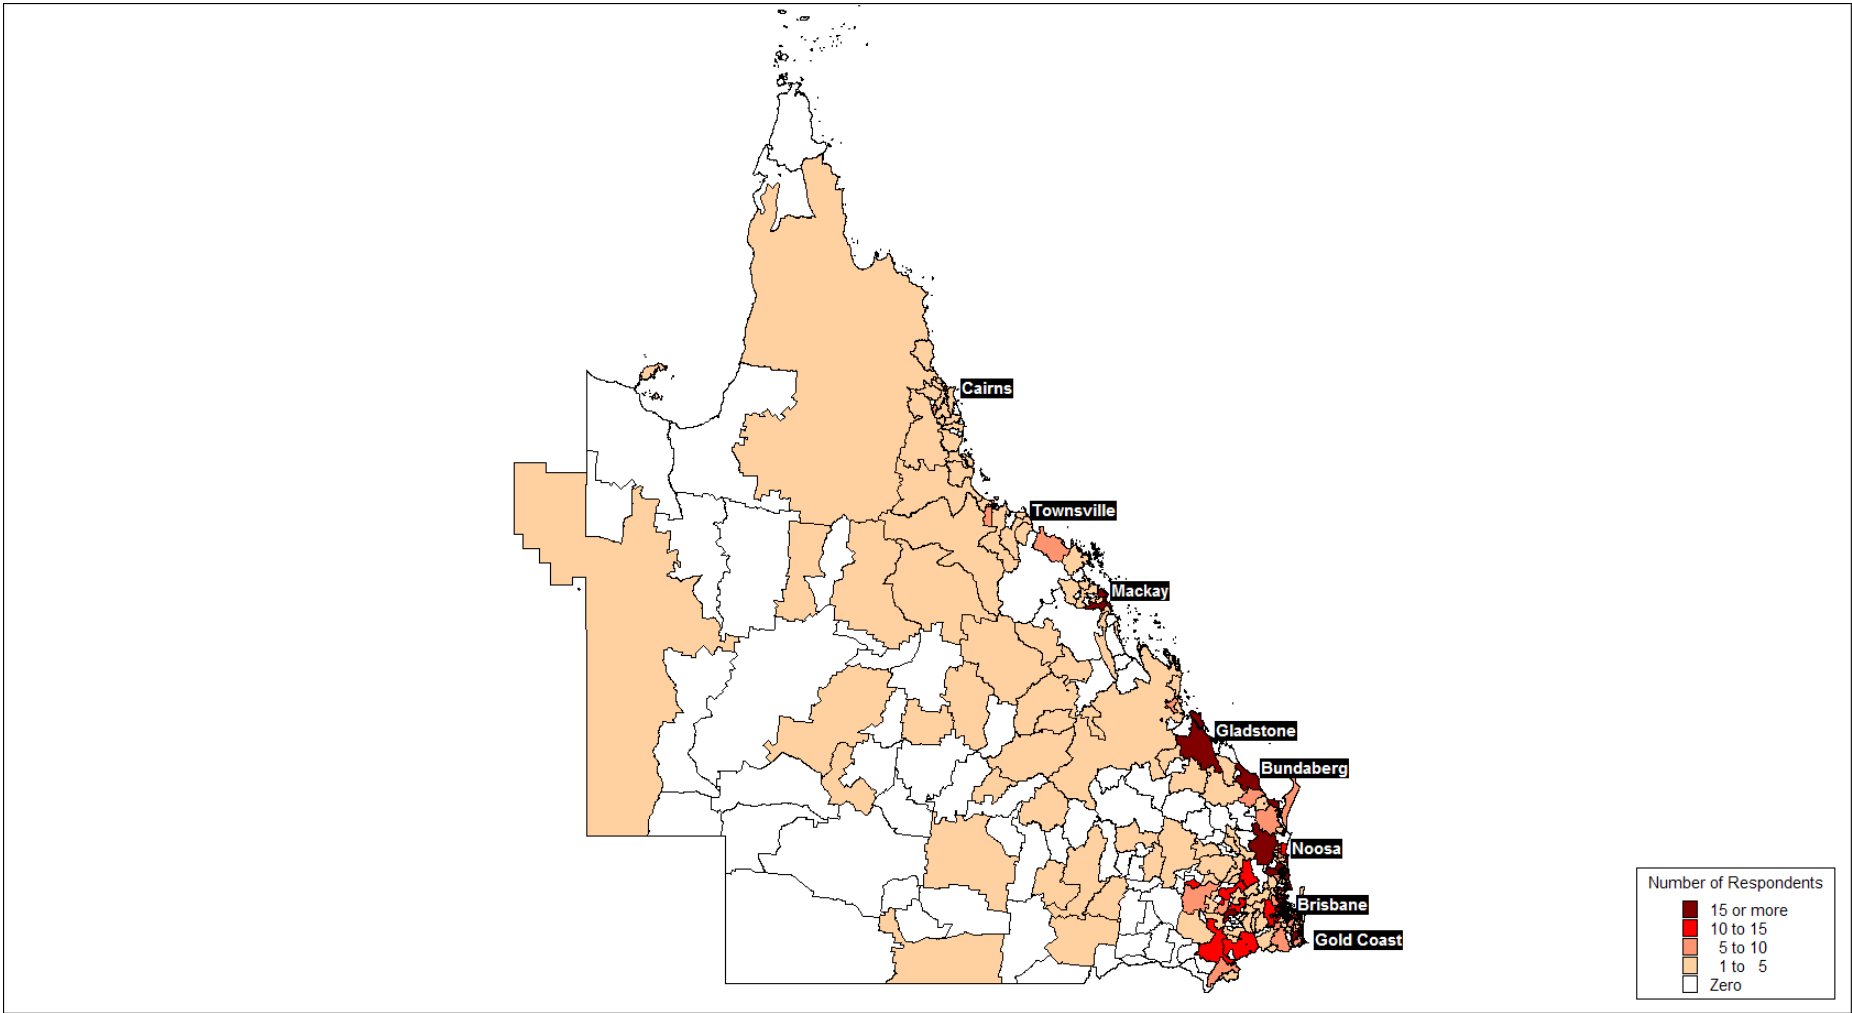 Cairns
Townsville
Mackay
Gladstone
Bundaberg
Noosa
Brisbane
Gold Coast
Number of Respondents
15 or more
10 to 15
5 to 10
1 to 5
Zero